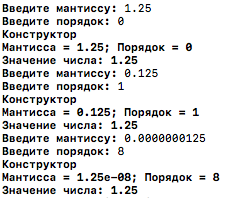 Введите мантиссу: 1.25
Введите порядок: 0
Конструктор
Мантисса = 1.25; Порядок = 0
Значение числа: 1.25
Введите мантиссу: 0.125
Введите порядок: 1
Конструктор
Мантисса = 0.125; Порядок = 1
Значение числа: 1.25
Введите мантиссу: 0.0000000125
Введите порядок: 8
Конструктор
Мантисса = 1.25e-08; Порядок = 8
Значение числа: 1.25